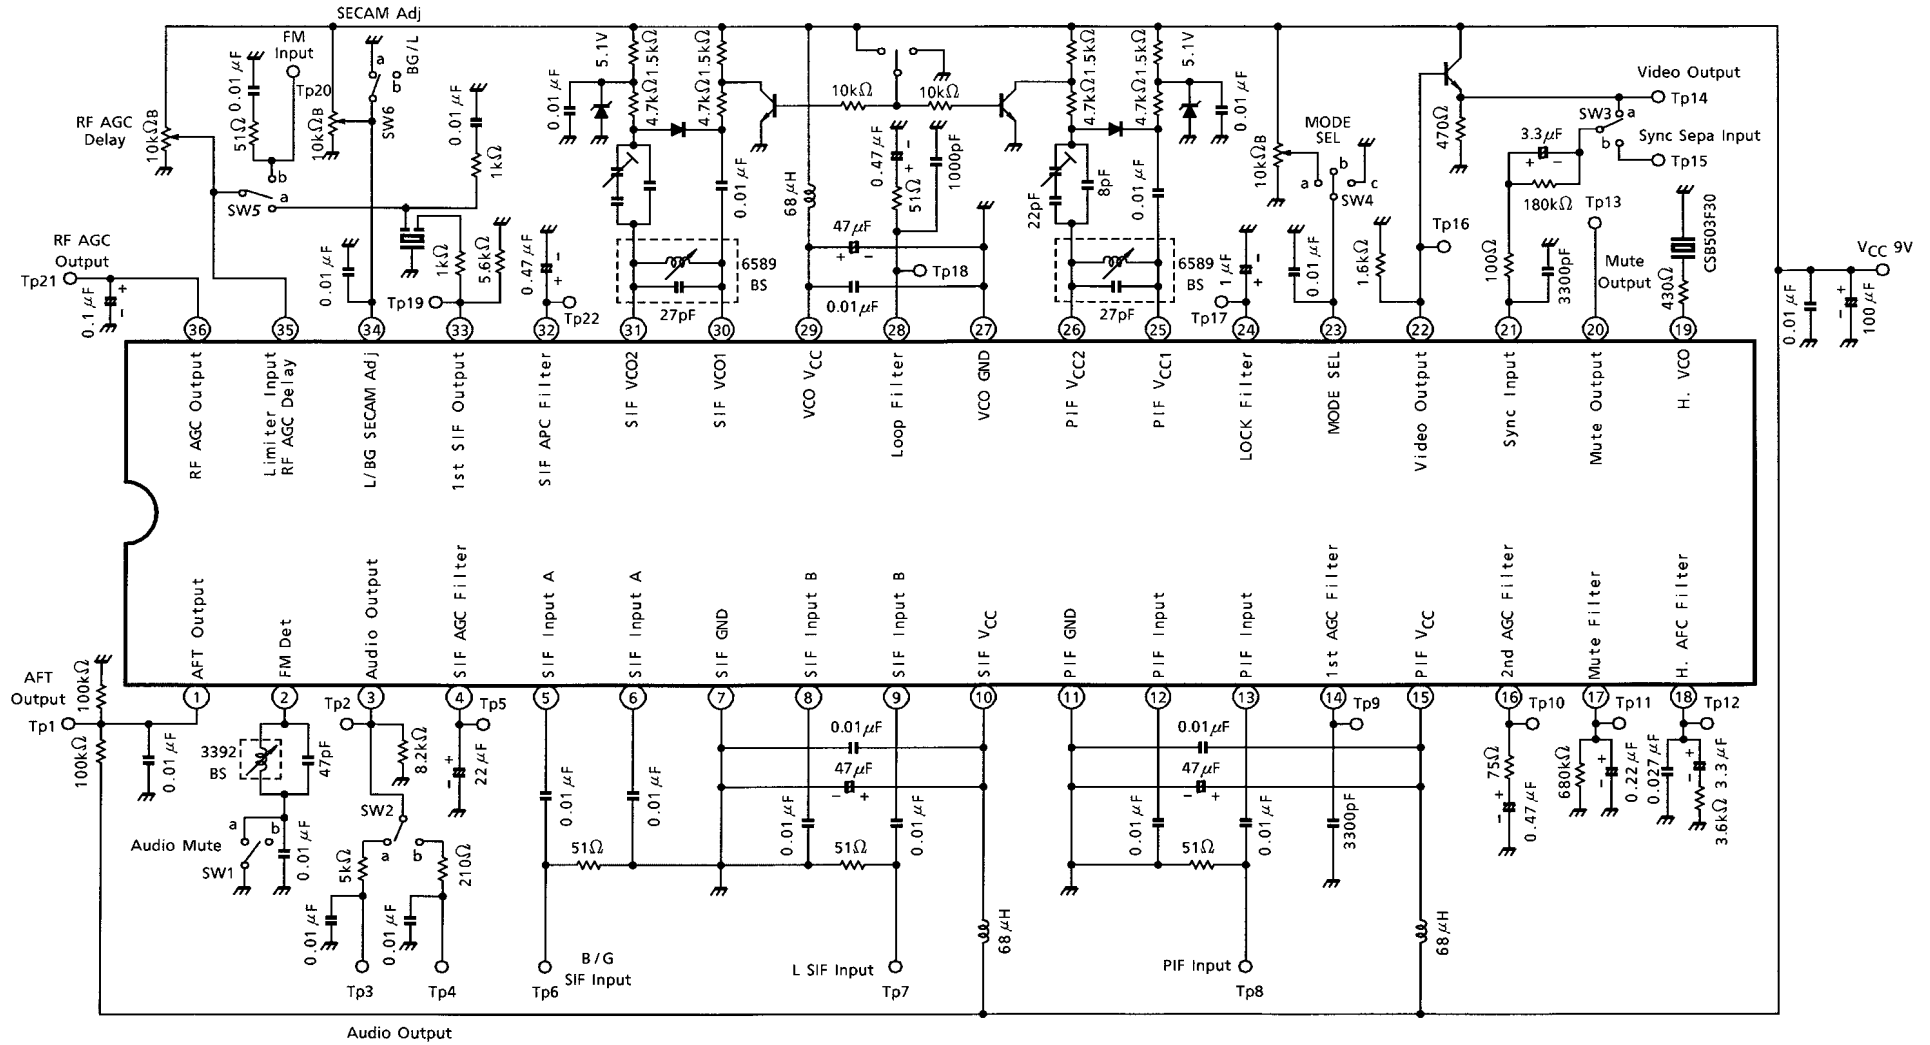 SECAM Adj
FM
Input
Tp20
0.01 μF
51Ω
RF AGC
Delay
10kΩB
10kΩB
a
b
BG/L
SW6
0.01 μF
1kΩ
b
a
SW5
RF AGC
Output
Tp21
0.1 μF
+
-
0.01 μF
1kΩ
5.6kΩ
Tp19
0.47 μF
-
+
Tp22
5.1V
1.5kΩ
4.7kΩ
0.01 μF
1.5kΩ
4.7kΩ
0.01 μF
6589
BS
27pF
68 μH
10kΩ
10kΩ
0.47 μF
-
+
51Ω
1000pF
47 μF
+
-
0.01 μF
Tp18
1.5kΩ
4.7kΩ
1.5kΩ
4.7kΩ
5.1V
0.01 μF
22pF
8pF
0.01 μF
6589
BS
27pF
1 μF
-
+
Tp17
10kΩB
MODE
SEL
a
b
c
SW4
0.01 μF
1.6kΩ
Tp16
470Ω
Video Output
Tp14
SW3
a
b
Sync Sepa Input
Tp15
3.3 μF
+
-
180kΩ
100Ω
3300pF
Tp13
Mute
Output
CSB503F30
430Ω
VCC 9V
0.01 μF
+
-
100 μF
36
35
34
33
32
31
30
29
28
27
26
25
24
23
22
21
20
19
RF AGC Output
Limiter Input
RF AGC Delay
L/BG SECAM Adj
1st SIF Output
SIF APC Filter
SIF VCO2
SIF VCO1
VCO VCC
Loop Filter
VCO GND
PIF VCC2
PIF VCC1
LOCK Filter
MODE SEL
Video Output
Sync Input
Mute Output
H. VCO
AFT Output
FM Det
Audio Output
SIF AGC Filter
SIF Input A
SIF Input A
SIF GND
SIF Input B
SIF Input B
SIF VCC
PIF GND
PIF Input
PIF Input
1st AGC Filter
PIF VCC
2nd AGC Filter
Mute Filter
H. AFC Filter
1
2
3
4
5
6
7
8
9
10
11
12
13
14
15
16
17
18
AFT
Output
Tp1
100kΩ
100kΩ
0.01 μF
3392
BS
47pF
a
b
Audio Mute
SW1
0.01 μF
Tp2
8.2kΩ
SW2
a
b
5kΩ
210Ω
0.01 μF
0.01 μF
Tp3
Tp4
Audio Output
Tp5
+
-
22 μF
0.01 μF
0.01 μF
51Ω
Tp6
B/G
SIF Input
0.01 μF
47 μF
-
+
0.01 μF
0.01 μF
51Ω
L SIF Input
Tp7
68 μH
0.01 μF
47 μF
-
+
0.01 μF
0.01 μF
51Ω
PIF Input
Tp8
Tp9
3300pF
68 μH
Tp10
75Ω
+
-
0.47 μF
Tp11
680kΩ
+
-
0.22 μF
Tp12
0.027 μF
+
-
3.6kΩ 3.3 μF